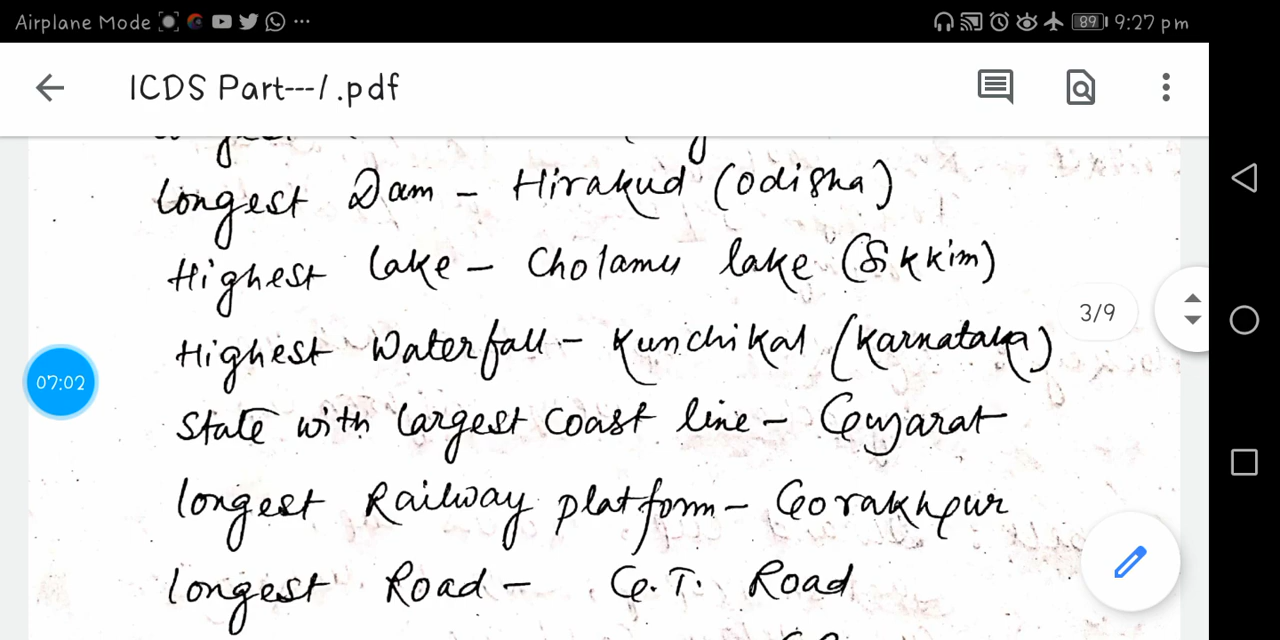 Airplane Mode ...
89 9:27 pm
ICDS Part---1.pdf
Longest Dam - Hirakud (Odisha)
Highest Lake - Cholamu lake (Sikkim)
3/9
Highest Waterfall - Kunchikal (Karnataka)
07:02
State with largest coast line - Gujarat
longest Railway platform - Gorakhpur
longest Road - G.T. Road